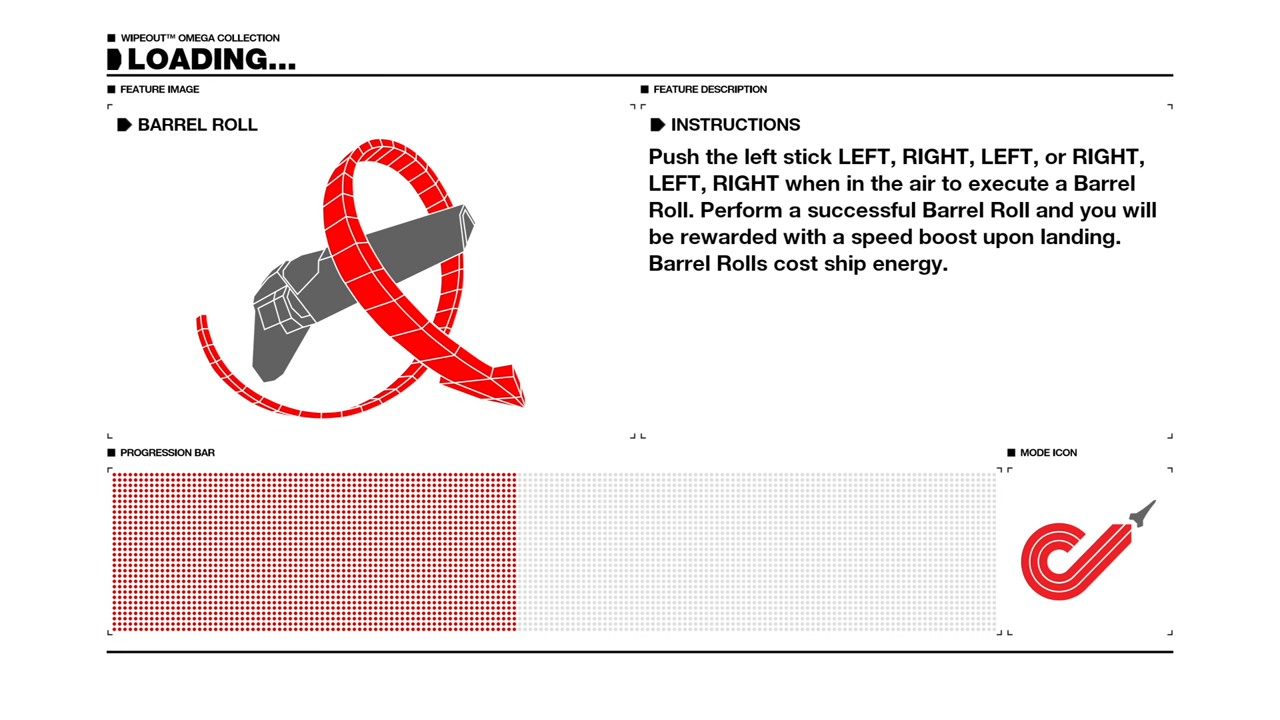 WIPEOUT™ OMEGA COLLECTION
LOADING...
FEATURE IMAGE
BARREL ROLL
FEATURE DESCRIPTION
INSTRUCTIONS
Push the left stick LEFT, RIGHT, LEFT, or RIGHT,
LEFT, RIGHT when in the air to execute a Barrel
Roll. Perform a successful Barrel Roll and you will
be rewarded with a speed boost upon landing.
Barrel Rolls cost ship energy.
PROGRESSION BAR
MODE ICON